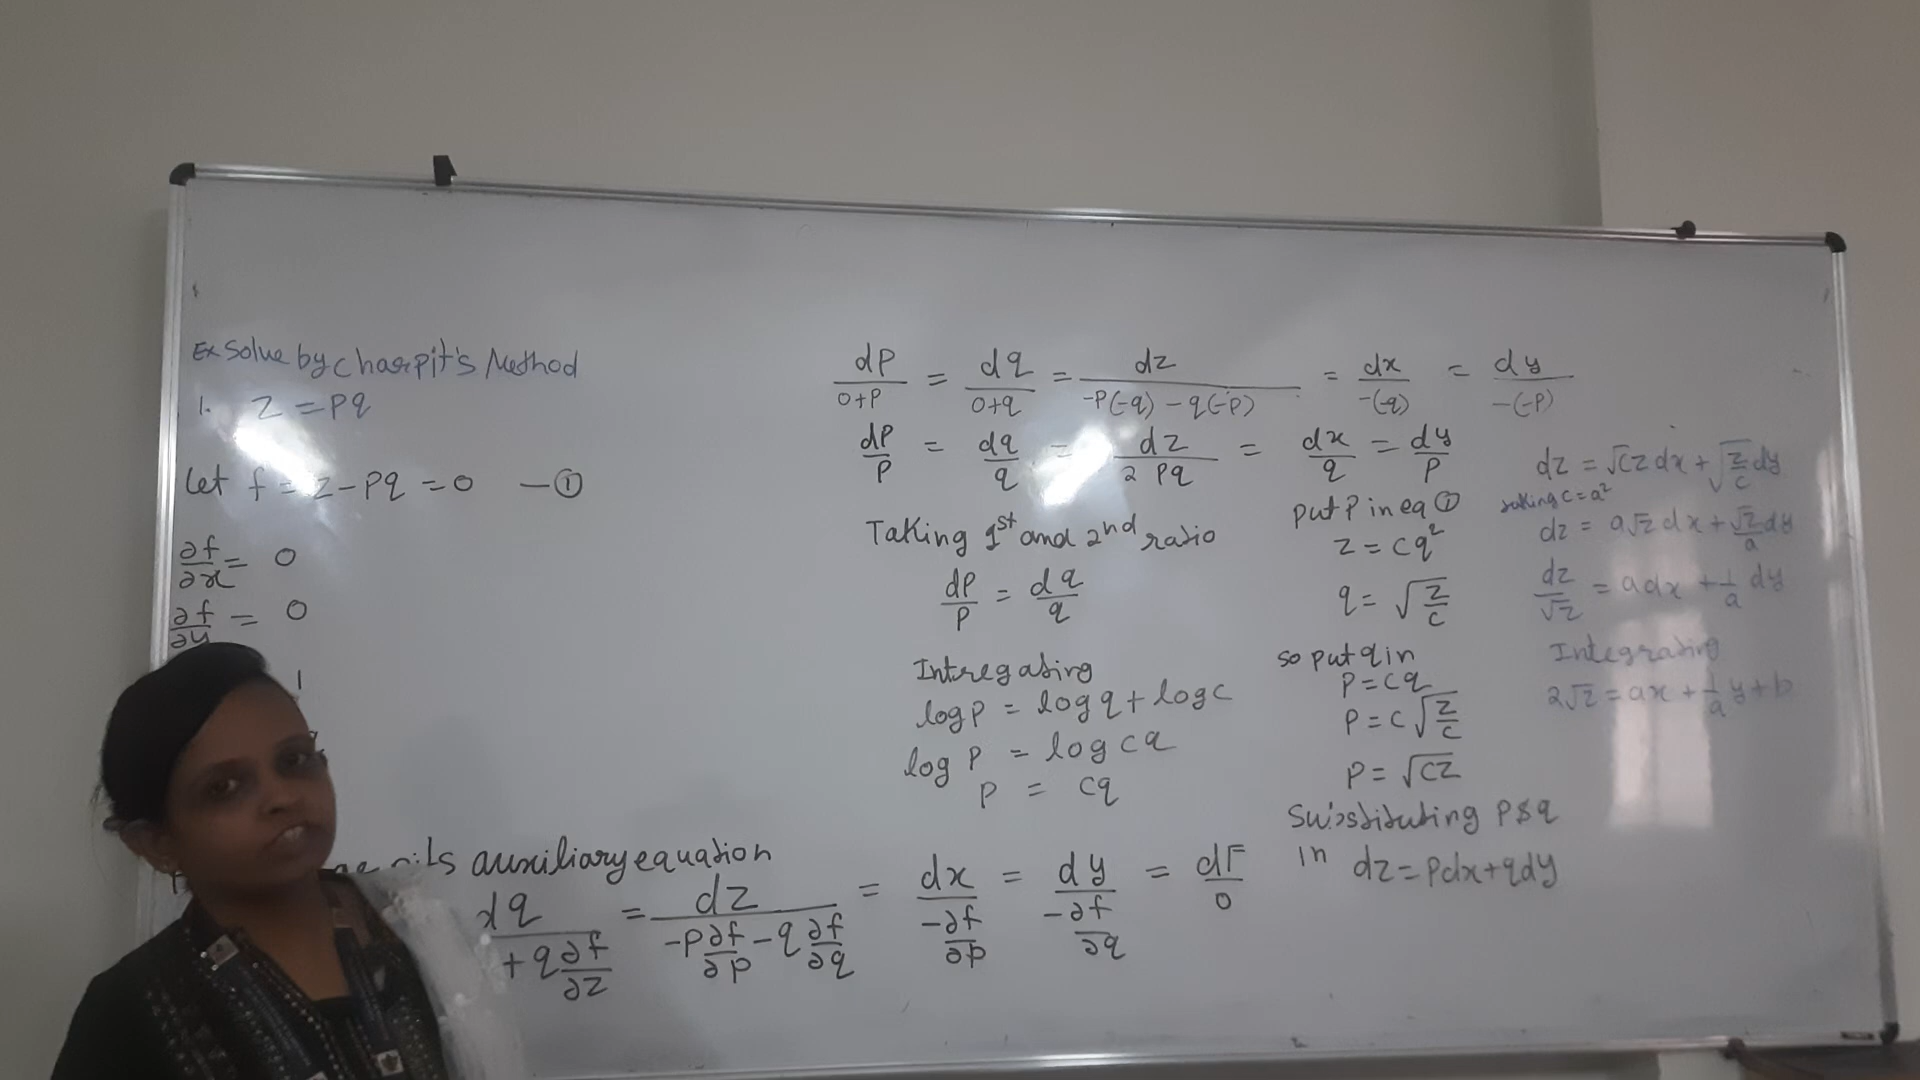 Ex Solve by charpit's Method
1. z = pq
Let f = z - pq = 0 — ①
∂f/∂x = 0
∂f/∂y = 0
1
auxiliary equation
dq/(+ q ∂f/∂z) = dz/(-p ∂f/∂p - q ∂f/∂q) = dx/(-∂f/∂p) = dy/(-∂f/∂q) = dF/0
dp/(0+p) = dq/(0+q) = dz/(-p(-q) - q(-p)) = dx/(-(-q)) = dy/(-(-p))
dp/p = dq/q = dz/(2pq) = dx/q = dy/p
Taking 1st and 2nd ratio
dp/p = dq/q
Intregating
log p = log q + log c
log p = log cq
p = cq
put p in eq ①
z = cq²
q = √(z/c)
so put q in
p = cq
p = c√(z/c)
p = √cz
Substituting p & q
in dz = pdx + qdy
dz = √cz dx + √(z/c) dy
taking c = a²
dz = a√z dx + √z/a dy
dz/√z = adx + 1/a dy
Integrating
2√z = ax + 1/a y + b